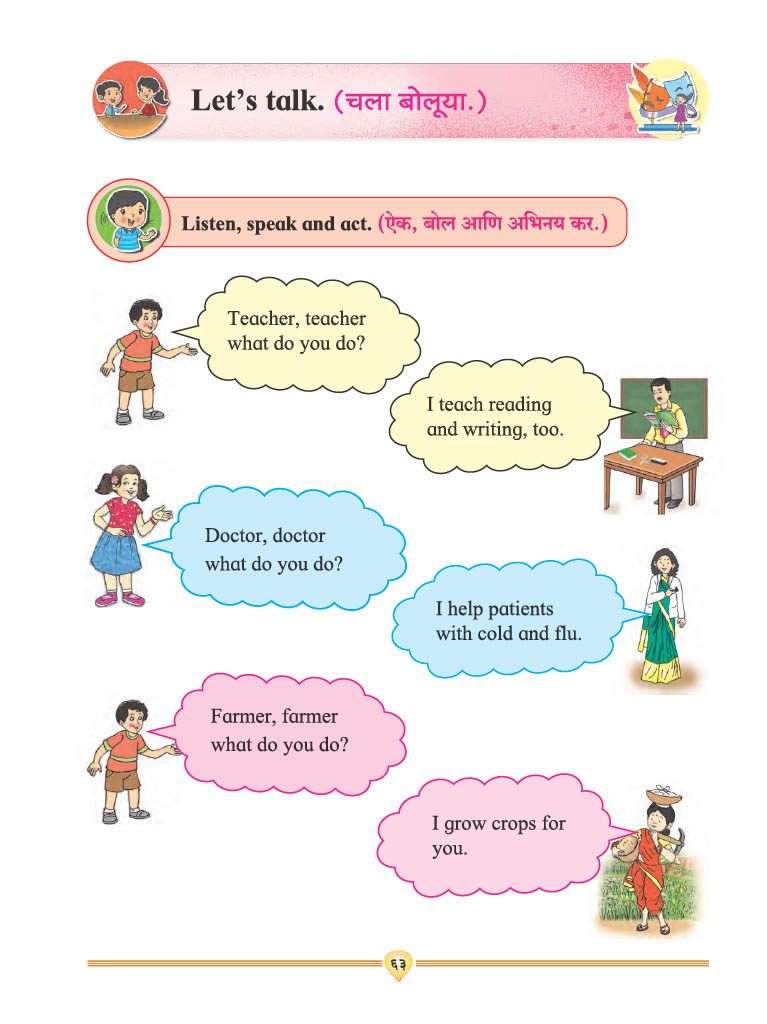 Let's talk. (चला बोलूया.)
Listen, speak and act. (ऐक, बोल आणि अभिनय कर.)
Teacher, teacher
what do you do?
I teach reading
and writing, too.
Doctor, doctor
what do you do?
I help patients
with cold and flu.
Farmer, farmer
what do you do?
I grow crops for
you.
६३